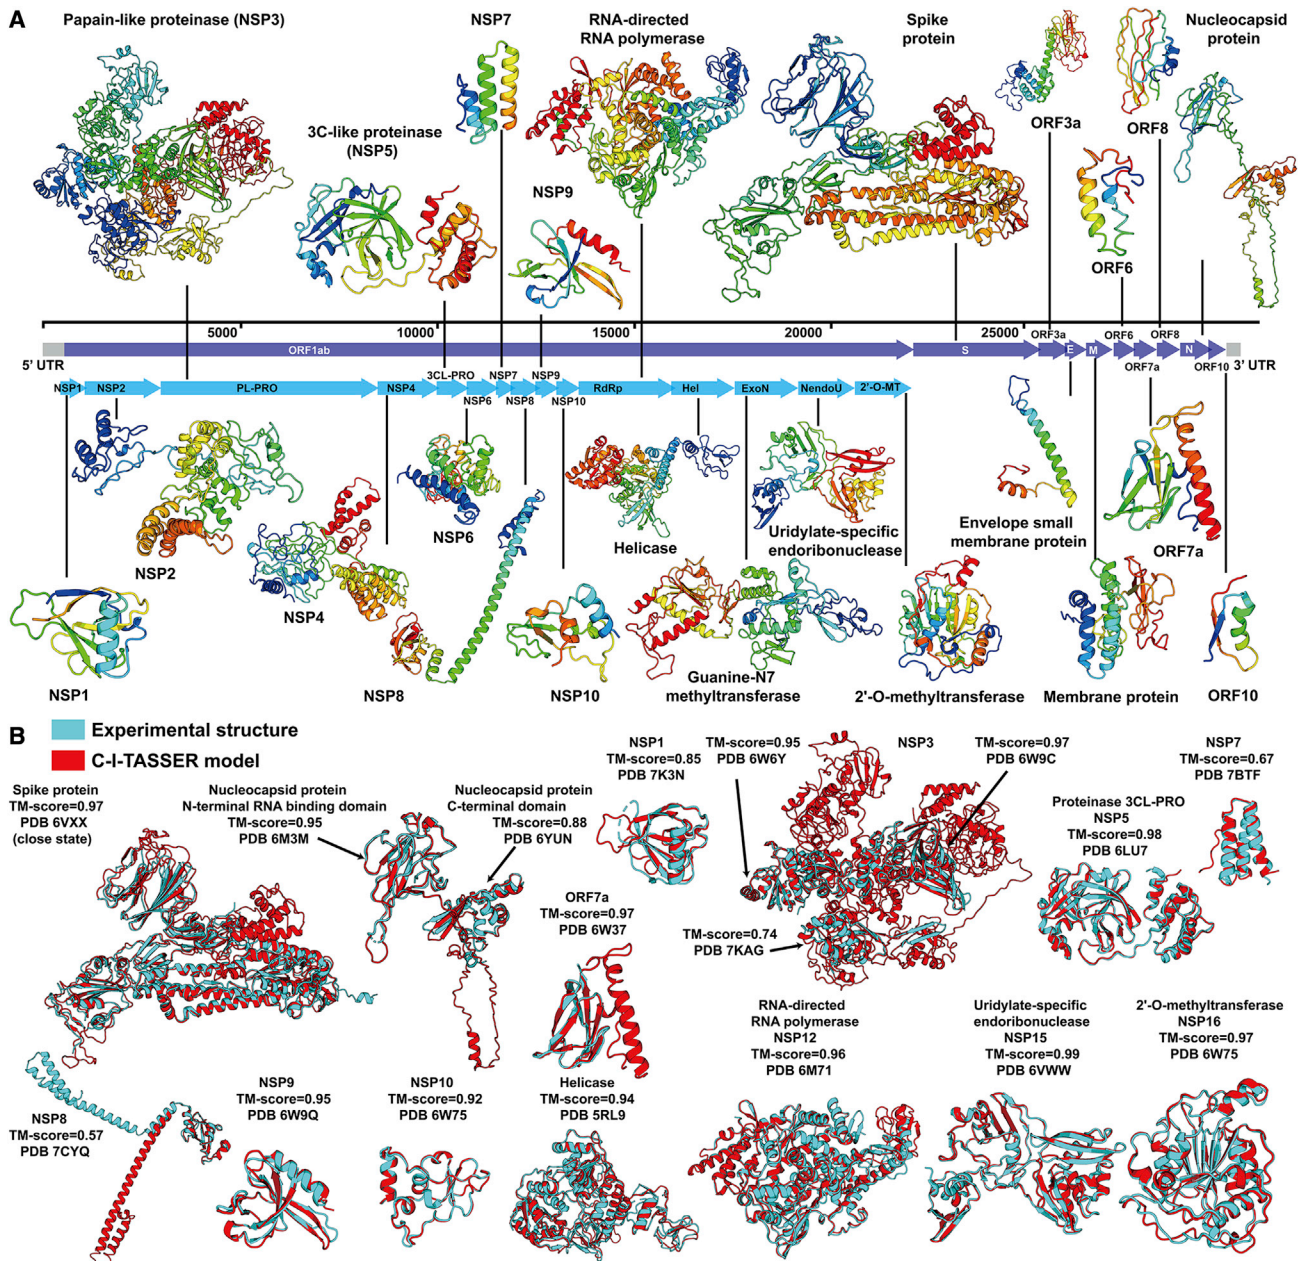 A
Papain-like proteinase (NSP3)
NSP7
RNA-directed
RNA polymerase
Spike
protein
Nucleocapsid
protein
3C-like proteinase
(NSP5)
NSP9
ORF3a
ORF8
ORF6
5000
10000
15000
20000
25000
5' UTR
ORF1ab
S
ORF3a
E
M
ORF6
ORF7a
ORF8
N
ORF10
3' UTR
NSP1
NSP2
PL-PRO
NSP4
3CL-PRO
NSP6
NSP7
NSP8
NSP9
NSP10
RdRp
Hel
ExoN
NendoU
2'-O-MT
NSP1
NSP2
NSP4
NSP6
NSP8
NSP10
Helicase
Guanine-N7
methyltransferase
Uridylate-specific
endoribonuclease
2'-O-methyltransferase
Envelope small
membrane protein
Membrane protein
ORF7a
ORF10
B
Experimental structure
C-I-TASSER model
Spike protein
TM-score=0.97
PDB 6VXX
(close state)
Nucleocapsid protein
N-terminal RNA binding domain
TM-score=0.95
PDB 6M3M
Nucleocapsid protein
C-terminal domain
TM-score=0.88
PDB 6YUN
NSP1
TM-score=0.85
PDB 7K3N
TM-score=0.95
PDB 6W6Y
NSP3
TM-score=0.97
PDB 6W9C
TM-score=0.74
PDB 7KAG
NSP7
TM-score=0.67
PDB 7BTF
Proteinase 3CL-PRO
NSP5
TM-score=0.98
PDB 6LU7
ORF7a
TM-score=0.97
PDB 6W37
NSP8
TM-score=0.57
PDB 7CYQ
NSP9
TM-score=0.95
PDB 6W9Q
NSP10
TM-score=0.92
PDB 6W75
Helicase
TM-score=0.94
PDB 5RL9
RNA-directed
RNA polymerase
NSP12
TM-score=0.96
PDB 6M71
Uridylate-specific
endoribonuclease
NSP15
TM-score=0.99
PDB 6VWW
2'-O-methyltransferase
NSP16
TM-score=0.97
PDB 6W75